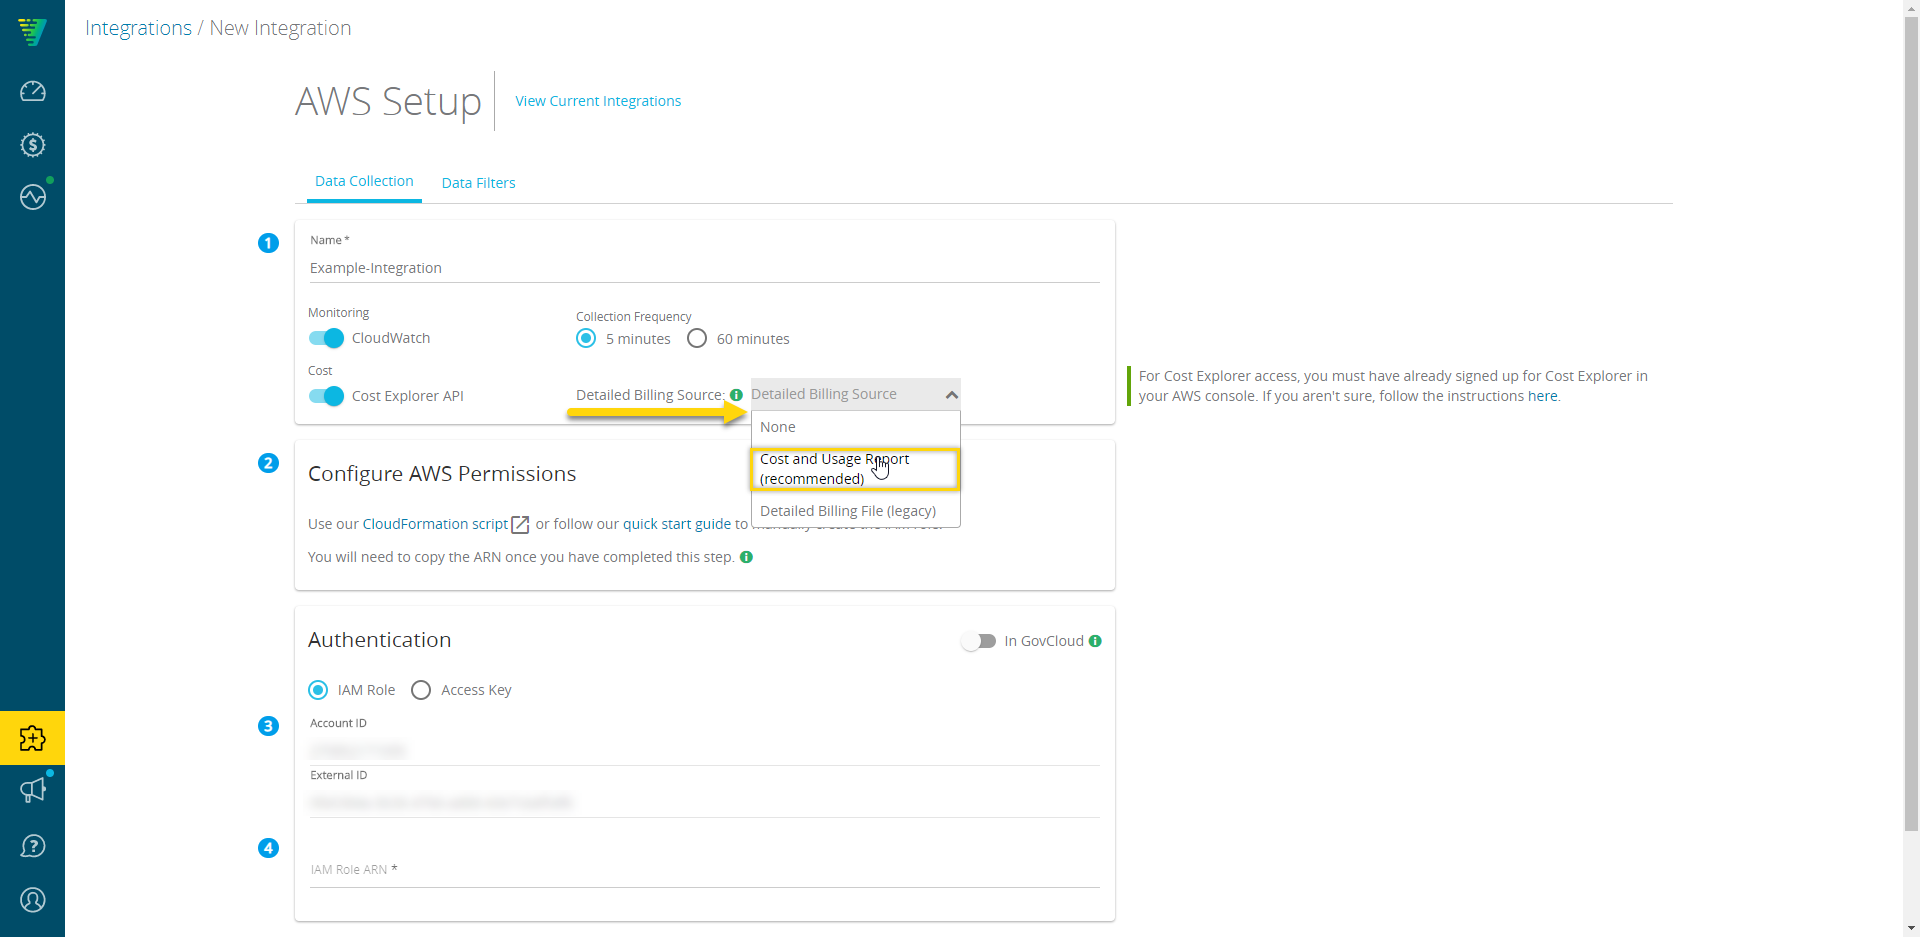 Integrations / New Integration
AWS Setup
View Current Integrations
Data Collection
Data Filters
1
Name *
Example-Integration
Monitoring
CloudWatch
Collection Frequency
5 minutes
60 minutes
Cost
Cost Explorer API
Detailed Billing Source:
Detailed Billing Source
None
Cost and Usage Report
(recommended)
Detailed Billing File (legacy)
For Cost Explorer access, you must have already signed up for Cost Explorer in
your AWS console. If you aren't sure, follow the instructions here.
2
Configure AWS Permissions
Use our CloudFormation script or follow our quick start guide to
You will need to copy the ARN once you have completed this step.
Authentication
In GovCloud
IAM Role
Access Key
3
Account ID
External ID
4
IAM Role ARN *